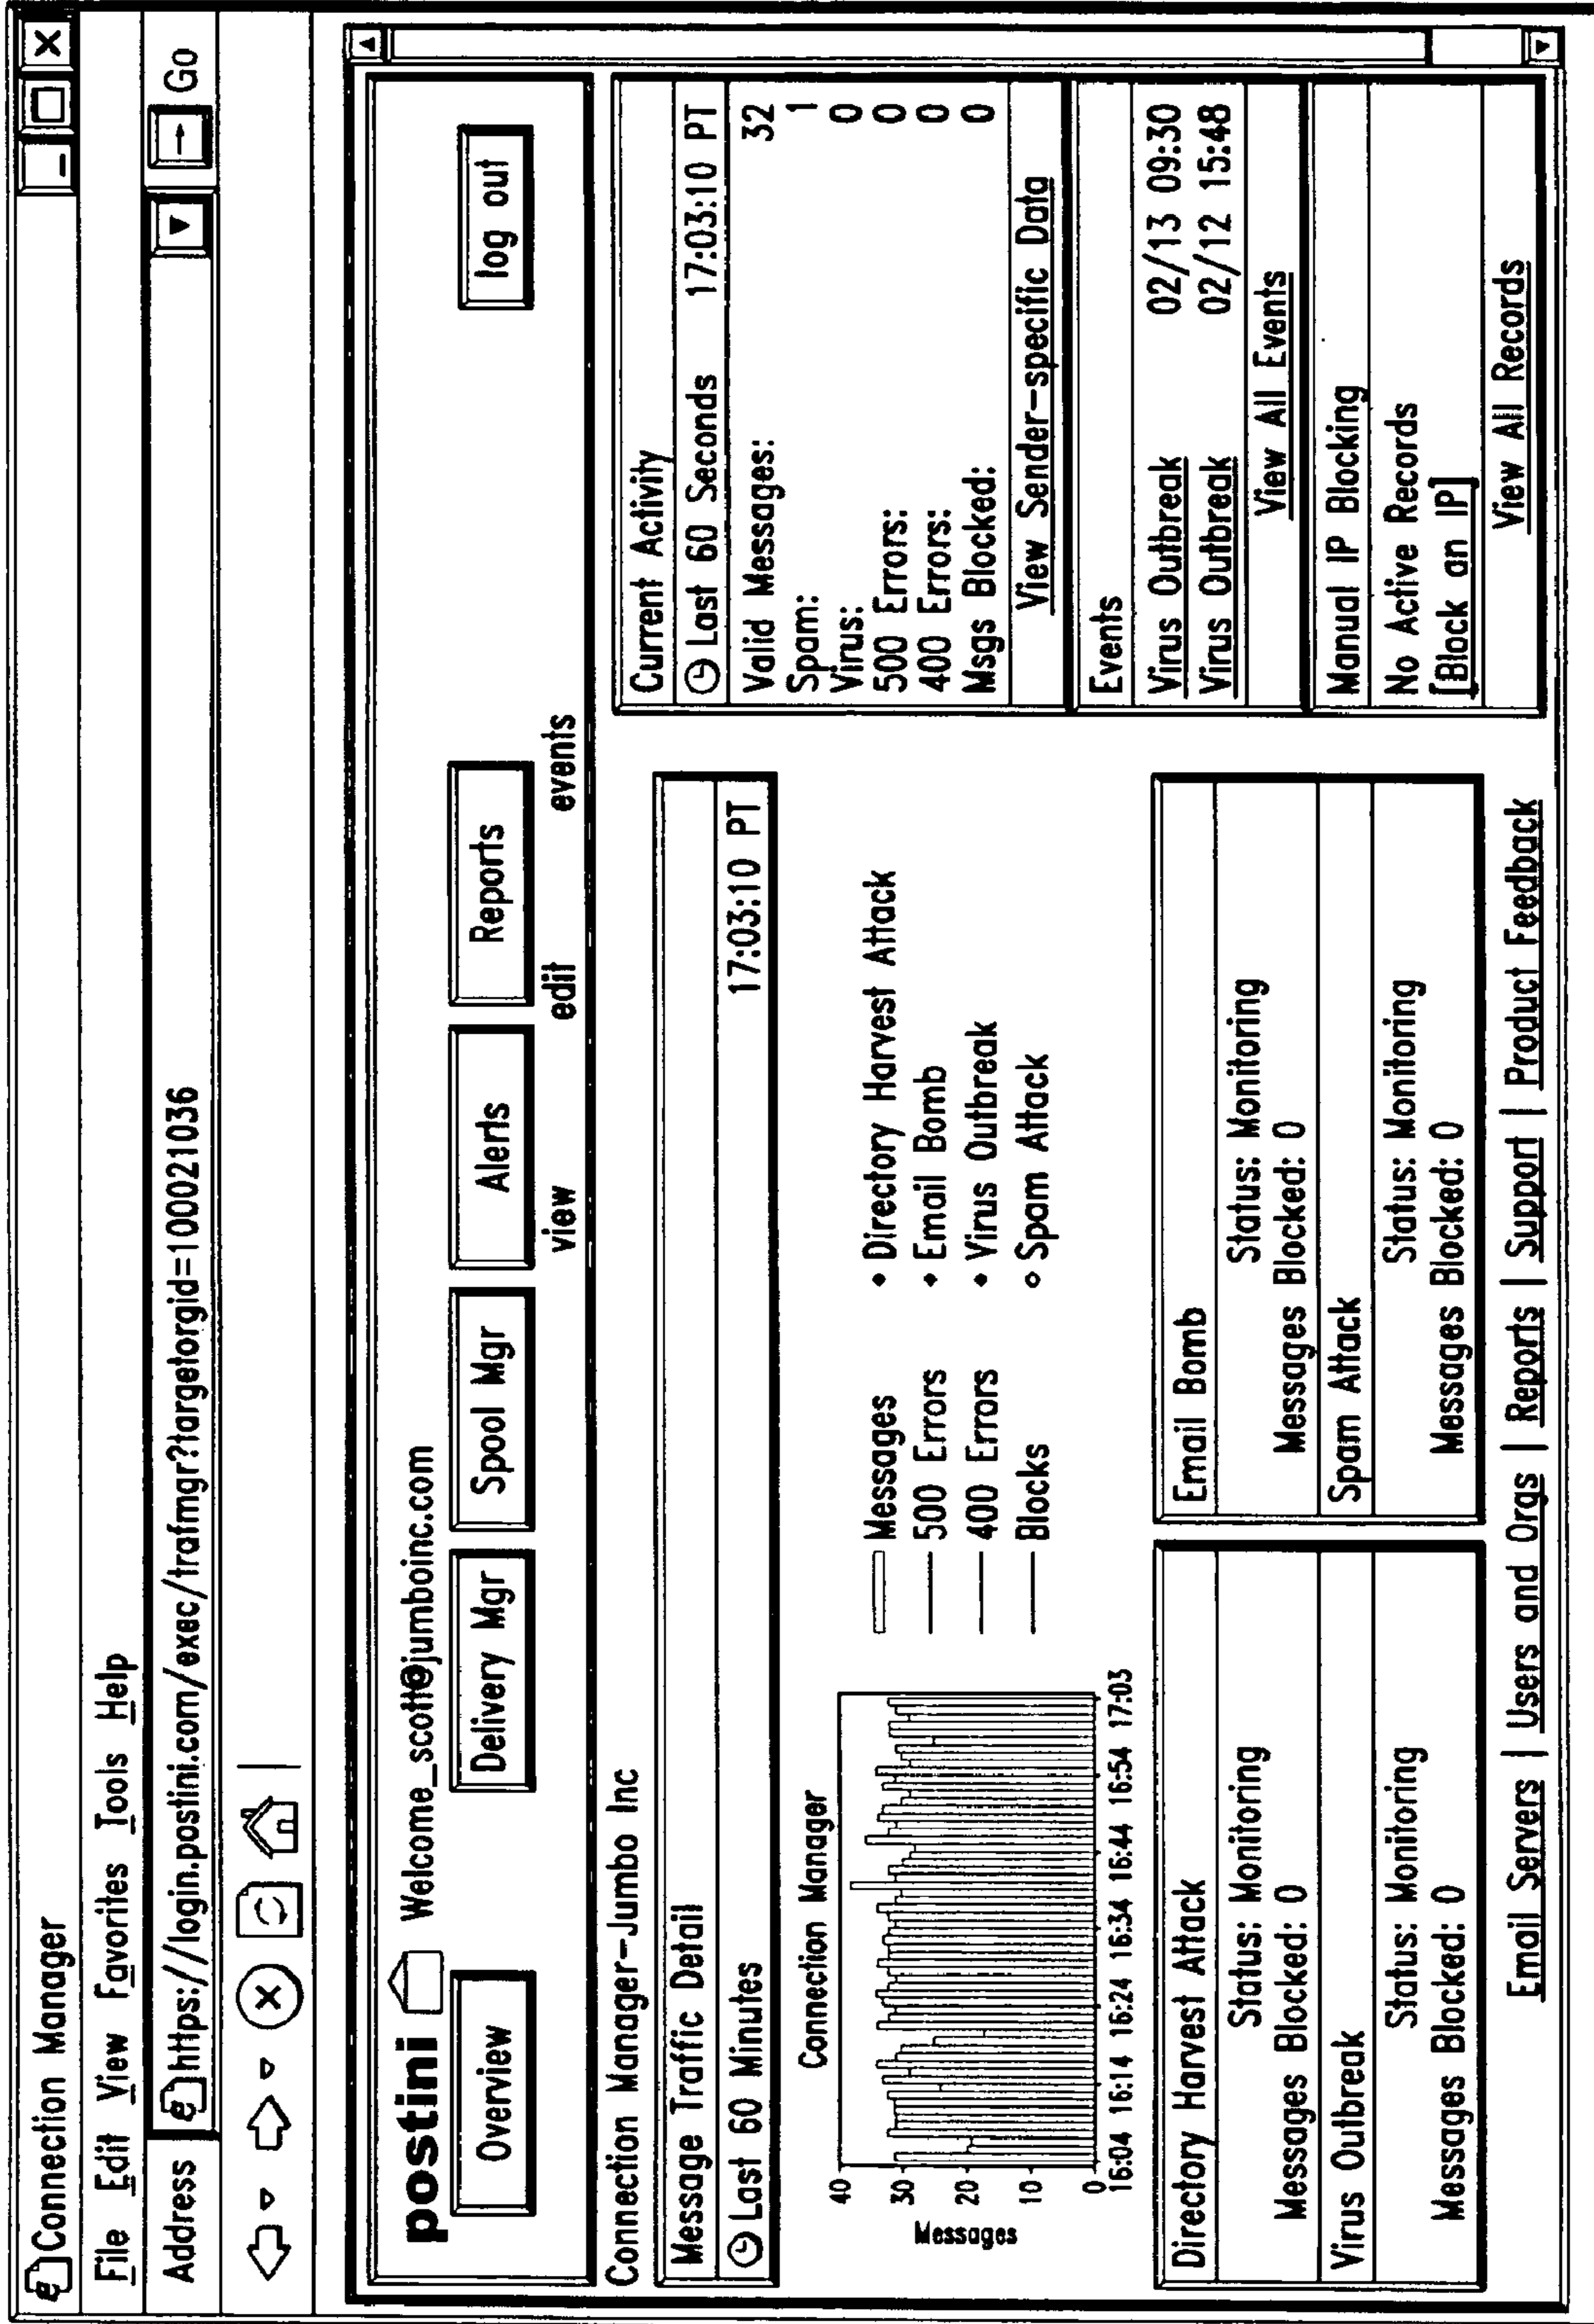 Connection Manager
File Edit View Favorites Tools Help
Address https://login.postini.com/exec/trafmgr?targetorgid=100021036 Go
postini Welcome_scott@jumboinc.com
Overview Delivery Mgr Spool Mgr Alerts Reports log out
view edit events
Connection Manager-Jumbo Inc
Message Traffic Detail
Last 60 Minutes 17:03:10 PT
Connection Manager
Messages
40
30
20
10
0
16:04 16:14 16:24 16:34 16:44 16:54 17:03
Messages
500 Errors
400 Errors
Blocks
Directory Harvest Attack
Email Bomb
Virus Outbreak
Spam Attack
Directory Harvest Attack
Status: Monitoring
Messages Blocked: 0
Virus Outbreak
Status: Monitoring
Messages Blocked: 0
Email Bomb
Status: Monitoring
Messages Blocked: 0
Spam Attack
Status: Monitoring
Messages Blocked: 0
Current Activity
Last 60 Seconds 17:03:10 PT
Valid Messages: 32
Spam: 1
Virus: 0
500 Errors: 0
400 Errors: 0
Msgs Blocked: 0
View Sender-specific Data
Events
Virus Outbreak 02/13 09:30
Virus Outbreak 02/12 15:48
View All Events
Manual IP Blocking
No Active Records
[Block an IP]
View All Records
Email Servers | Users and Orgs | Reports | Support | Product Feedback